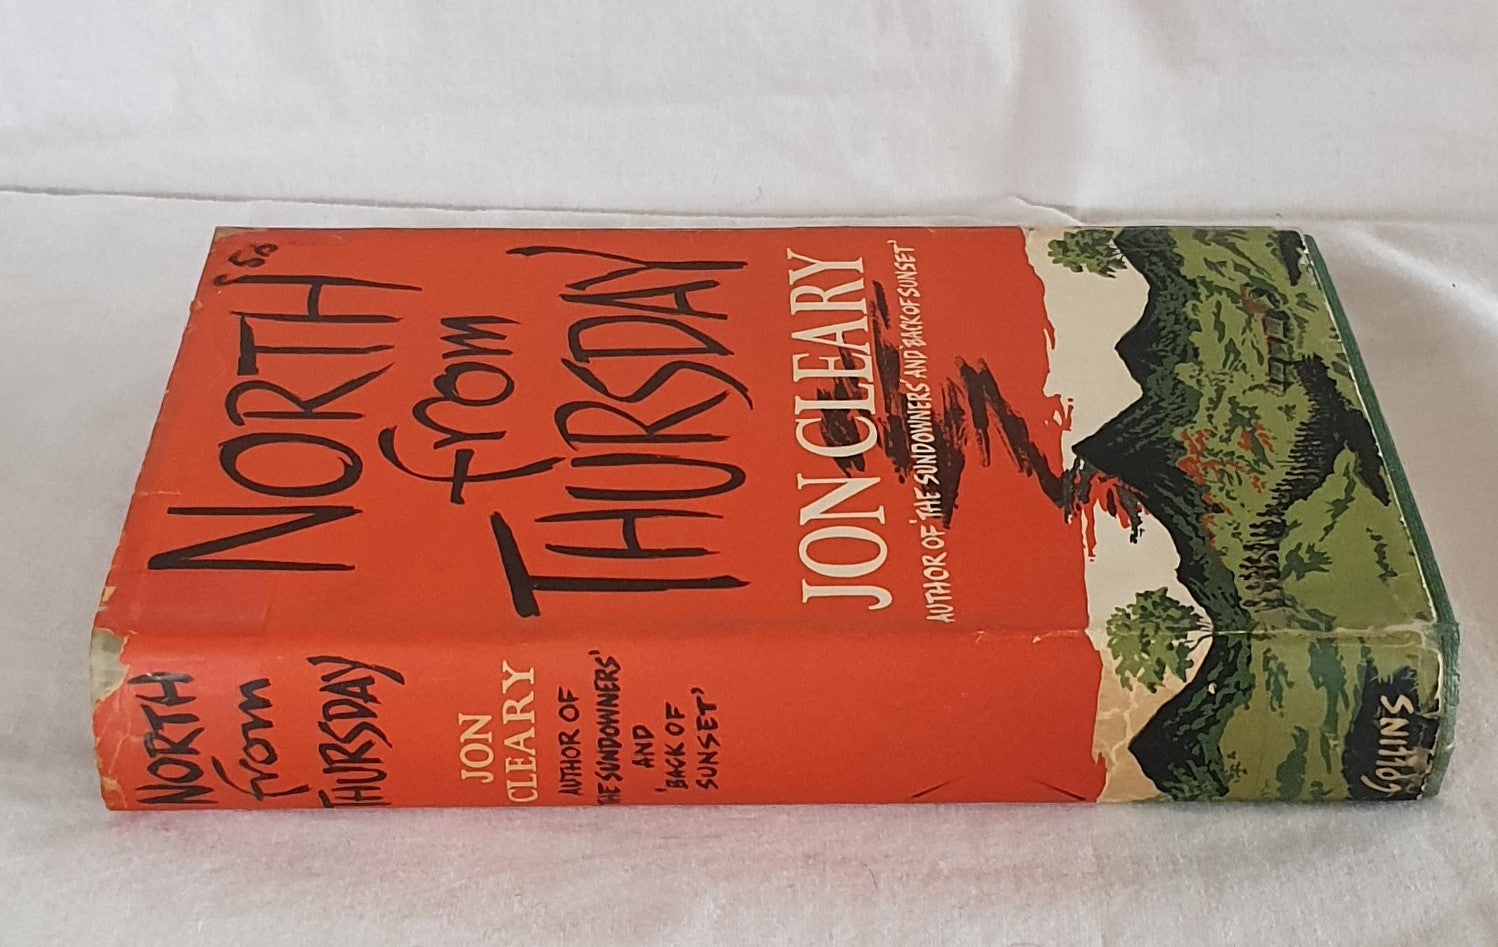 NORTH
from
THURSDAY
JON CLEARY
AUTHOR OF 'THE SUNDOWNERS' AND 'BACK OF SUNSET'
NORTH
from
THURSDAY
JON
CLEARY
AUTHOR OF
'THE SUNDOWNERS'
AND
'BACK OF
SUNSET'
COLLINS